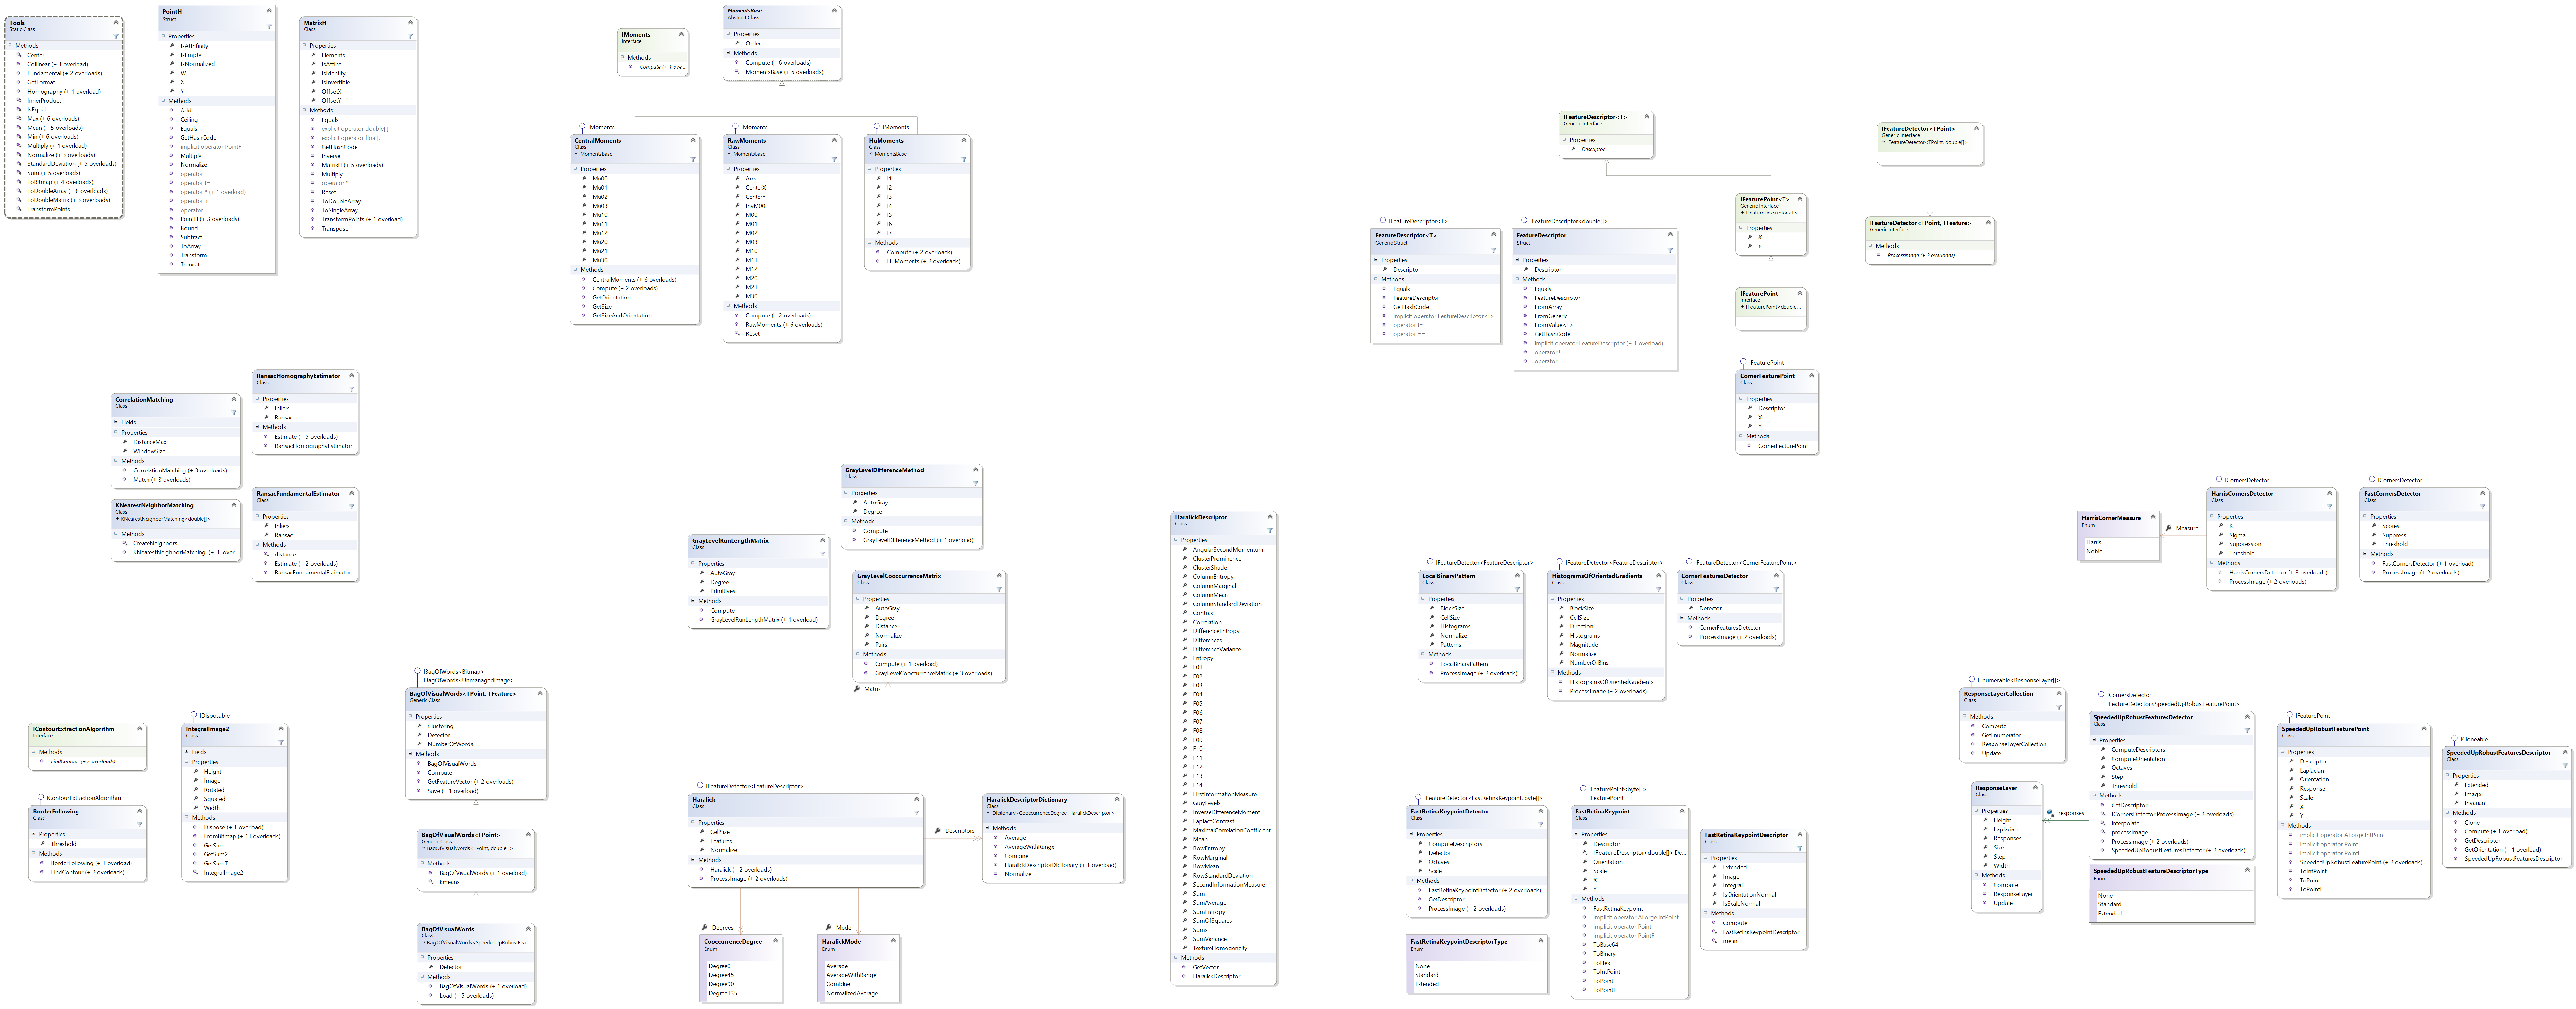 Tools
Static Class
Methods
Center
Collinear (+ 1 overload)
Fundamental (+ 2 overloads)
GetFormat
Homography (+ 1 overload)
InnerProduct
IsEqual
Max (+ 6 overloads)
Mean (+ 5 overloads)
Min (+ 6 overloads)
Multiply (+ 1 overload)
Normalize (+ 3 overloads)
StandardDeviation (+ 5 overloads)
Sum (+ 5 overloads)
ToBitmap (+ 4 overloads)
ToDoubleArray (+ 8 overloads)
ToDoubleMatrix (+ 3 overloads)
TransformPoints
PointH
Struct
Properties
IsAtInfinity
IsEmpty
IsNormalized
W
X
Y
Methods
Add
Ceiling
Equals
GetHashCode
implicit operator PointF
Multiply
Normalize
operator -
operator !=
operator * (+ 1 overload)
operator +
operator ==
PointH (+ 3 overloads)
Round
Subtract
ToArray
Transform
Truncate
MatrixH
Class
Properties
Elements
IsAffine
IsIdentity
IsInvertible
OffsetX
OffsetY
Methods
Equals
explicit operator double[,]
explicit operator float[,]
GetHashCode
Inverse
MatrixH (+ 5 overloads)
Multiply
operator *
Reset
ToDoubleArray
ToSingleArray
TransformPoints (+ 1 overload)
Transpose
IMoments
Interface
Methods
Compute (+ 1 ove...
MomentsBase
Abstract Class
Properties
Order
Methods
Compute (+ 6 overloads)
MomentsBase (+ 6 overloads)
IMoments
CentralMoments
Class
MomentsBase
Properties
Mu00
Mu01
Mu02
Mu03
Mu10
Mu11
Mu12
Mu20
Mu21
Mu30
Methods
CentralMoments (+ 6 overloads)
Compute (+ 2 overloads)
GetOrientation
GetSize
GetSizeAndOrientation
IMoments
RawMoments
Class
MomentsBase
Properties
Area
CenterX
CenterY
InvM00
M00
M01
M02
M03
M10
M11
M12
M20
M21
M30
Methods
Compute (+ 2 overloads)
RawMoments (+ 6 overloads)
Reset
IMoments
HuMoments
Class
MomentsBase
Properties
I1
I2
I3
I4
I5
I6
I7
Methods
Compute (+ 2 overloads)
HuMoments (+ 2 overloads)
IFeatureDescriptor<T>
Generic Interface
Properties
Descriptor
IFeatureDetector<TPoint>
Generic Interface
IFeatureDetector<TPoint, double[]>
IFeaturePoint<T>
Generic Interface
IFeatureDescriptor<T>
Properties
X
Y
IFeatureDetector<TPoint, TFeature>
Generic Interface
Methods
ProcessImage (+ 2 overloads)
IFeatureDescriptor<T>
FeatureDescriptor<T>
Generic Struct
Properties
Descriptor
Methods
Equals
FeatureDescriptor
GetHashCode
implicit operator FeatureDescriptor<T>
operator !=
operator ==
IFeatureDescriptor<double[]>
FeatureDescriptor
Struct
Properties
Descriptor
Methods
Equals
FeatureDescriptor
FromArray
FromGeneric
FromValue<T>
GetHashCode
implicit operator FeatureDescriptor (+ 1 overload)
operator !=
operator ==
IFeaturePoint
Interface
IFeaturePoint<double...
IFeaturePoint
CornerFeaturePoint
Class
Properties
Descriptor
X
Y
Methods
CornerFeaturePoint
CorrelationMatching
Class
Fields
Properties
DistanceMax
WindowSize
Methods
CorrelationMatching (+ 3 overloads)
Match (+ 3 overloads)
RansacHomographyEstimator
Class
Properties
Inliers
Ransac
Methods
Estimate (+ 5 overloads)
RansacHomographyEstimator
KNearestNeighborMatching
Class
KNearestNeighborMatching<double[]>
Methods
CreateNeighbors
KNearestNeighborMatching (+ 1 over...
RansacFundamentalEstimator
Class
Properties
Inliers
Ransac
Methods
distance
Estimate (+ 2 overloads)
RansacFundamentalEstimator
GrayLevelDifferenceMethod
Class
Properties
AutoGray
Degree
Methods
Compute
GrayLevelDifferenceMethod (+ 1 overload)
GrayLevelRunLengthMatrix
Class
Properties
AutoGray
Degree
Primitives
Methods
Compute
GrayLevelRunLengthMatrix (+ 1 overload)
GrayLevelCooccurrenceMatrix
Class
Properties
AutoGray
Degree
Distance
Normalize
Pairs
Methods
Compute (+ 1 overload)
GrayLevelCooccurrenceMatrix (+ 3 overloads)
Matrix
HaralickDescriptor
Class
Properties
AngularSecondMomentum
ClusterProminence
ClusterShade
ColumnEntropy
ColumnMarginal
ColumnMean
ColumnStandardDeviation
Contrast
Correlation
DifferenceEntropy
Differences
DifferenceVariance
Entropy
F01
F02
F03
F04
F05
F06
F07
F08
F09
F10
F11
F12
F13
F14
FirstInformationMeasure
GrayLevels
InverseDifferenceMoment
LaplaceContrast
MaximalCorrelationCoefficient
Mean
RowEntropy
RowMarginal
RowMean
RowStandardDeviation
SecondInformationMeasure
Sum
SumAverage
SumEntropy
SumOfSquares
Sums
SumVariance
TextureHomogeneity
Methods
GetVector
HaralickDescriptor
IFeatureDetector<FeatureDescriptor>
LocalBinaryPattern
Class
Properties
BlockSize
CellSize
Histograms
Normalize
Patterns
Methods
LocalBinaryPattern
ProcessImage (+ 2 overloads)
IFeatureDetector<FeatureDescriptor>
HistogramsOfOrientedGradients
Class
Properties
BlockSize
CellSize
Direction
Histograms
Magnitude
Normalize
NumberOfBins
Methods
HistogramsOfOrientedGradients
ProcessImage (+ 2 overloads)
IFeatureDetector<CornerFeaturePoint>
CornerFeaturesDetector
Class
Properties
Detector
Methods
CornerFeaturesDetector
ProcessImage (+ 2 overloads)
HarrisCornerMeasure
Enum
Harris
Noble
Measure
ICornersDetector
HarrisCornersDetector
Class
Properties
K
Sigma
Suppression
Threshold
Methods
HarrisCornersDetector (+ 8 overloads)
ProcessImage (+ 2 overloads)
ICornersDetector
FastCornersDetector
Class
Properties
Scores
Suppress
Threshold
Methods
FastCornersDetector (+ 1 overload)
ProcessImage (+ 2 overloads)
IContourExtractionAlgorithm
Interface
Methods
FindContour (+ 2 overloads)
IContourExtractionAlgorithm
BorderFollowing
Class
Properties
Threshold
Methods
BorderFollowing (+ 1 overload)
FindContour (+ 2 overloads)
IDisposable
IntegralImage2
Class
Fields
Properties
Height
Image
Rotated
Squared
Width
Methods
Dispose (+ 1 overload)
FromBitmap (+ 11 overloads)
GetSum
GetSum2
GetSumT
IntegralImage2
IBagOfWords<Bitmap>
IBagOfWords<UnmanagedImage>
BagOfVisualWords<TPoint, TFeature>
Generic Class
Properties
Clustering
Detector
NumberOfWords
Methods
BagOfVisualWords
Compute
GetFeatureVector (+ 2 overloads)
Save (+ 1 overload)
BagOfVisualWords<TPoint>
Generic Class
BagOfVisualWords<TPoint, double[]>
Methods
BagOfVisualWords (+ 1 overload)
kmeans
BagOfVisualWords
Class
BagOfVisualWords<SpeededUpRobustFea...
Properties
Detector
Methods
BagOfVisualWords (+ 1 overload)
Load (+ 5 overloads)
IFeatureDetector<FeatureDescriptor>
Haralick
Class
Properties
CellSize
Features
Normalize
Methods
Haralick (+ 2 overloads)
ProcessImage (+ 2 overloads)
Descriptors
HaralickDescriptorDictionary
Class
Dictionary<CooccurrenceDegree, HaralickDescriptor>
Methods
Average
AverageWithRange
Combine
HaralickDescriptorDictionary (+ 1 overload)
Normalize
Degrees
CooccurrenceDegree
Enum
Degree0
Degree45
Degree90
Degree135
Mode
HaralickMode
Enum
Average
AverageWithRange
Combine
NormalizedAverage
IFeatureDetector<FastRetinaKeypoint, byte[]>
FastRetinaKeypointDetector
Class
Properties
ComputeDescriptors
Detector
Octaves
Scale
Methods
FastRetinaKeypointDetector (+ 2 overloads)
GetDescriptor
ProcessImage (+ 2 overloads)
FastRetinaKeypointDescriptorType
Enum
None
Standard
Extended
IFeaturePoint<byte[]>
IFeaturePoint
FastRetinaKeypoint
Class
Properties
Descriptor
IFeatureDescriptor<double[]>.De...
Orientation
Scale
X
Y
Methods
FastRetinaKeypoint
implicit operator AForge.IntPoint
implicit operator Point
implicit operator PointF
ToBase64
ToBinary
ToHex
ToIntPoint
ToPoint
ToPointF
FastRetinaKeypointDescriptor
Class
Properties
Extended
Image
Integral
IsOrientationNormal
IsScaleNormal
Methods
Compute
FastRetinaKeypointDescriptor
mean
IEnumerable<ResponseLayer[]>
ResponseLayerCollection
Class
Methods
Compute
GetEnumerator
ResponseLayerCollection
Update
ResponseLayer
Class
Properties
Height
Laplacian
Responses
Size
Step
Width
Methods
Compute
ResponseLayer
Update
responses
ICornersDetector
IFeatureDetector<SpeededUpRobustFeaturePoint>
SpeededUpRobustFeaturesDetector
Class
Properties
ComputeDescriptors
ComputeOrientation
Octaves
Step
Threshold
Methods
GetDescriptor
ICornersDetector.ProcessImage (+ 2 overloads)
interpolate
processImage
ProcessImage (+ 2 overloads)
SpeededUpRobustFeaturesDetector (+ 2 overloads)
SpeededUpRobustFeatureDescriptorType
Enum
None
Standard
Extended
IFeaturePoint
SpeededUpRobustFeaturePoint
Class
Properties
Descriptor
Laplacian
Orientation
Response
Scale
X
Y
Methods
implicit operator AForge.IntPoint
implicit operator Point
implicit operator PointF
SpeededUpRobustFeaturePoint (+ 2 overloads)
ToIntPoint
ToPoint
ToPointF
ICloneable
SpeededUpRobustFeaturesDescriptor
Class
Properties
Extended
Image
Invariant
Methods
Clone
Compute (+ 1 overload)
GetDescriptor
GetOrientation (+ 1 overload)
SpeededUpRobustFeaturesDescriptor